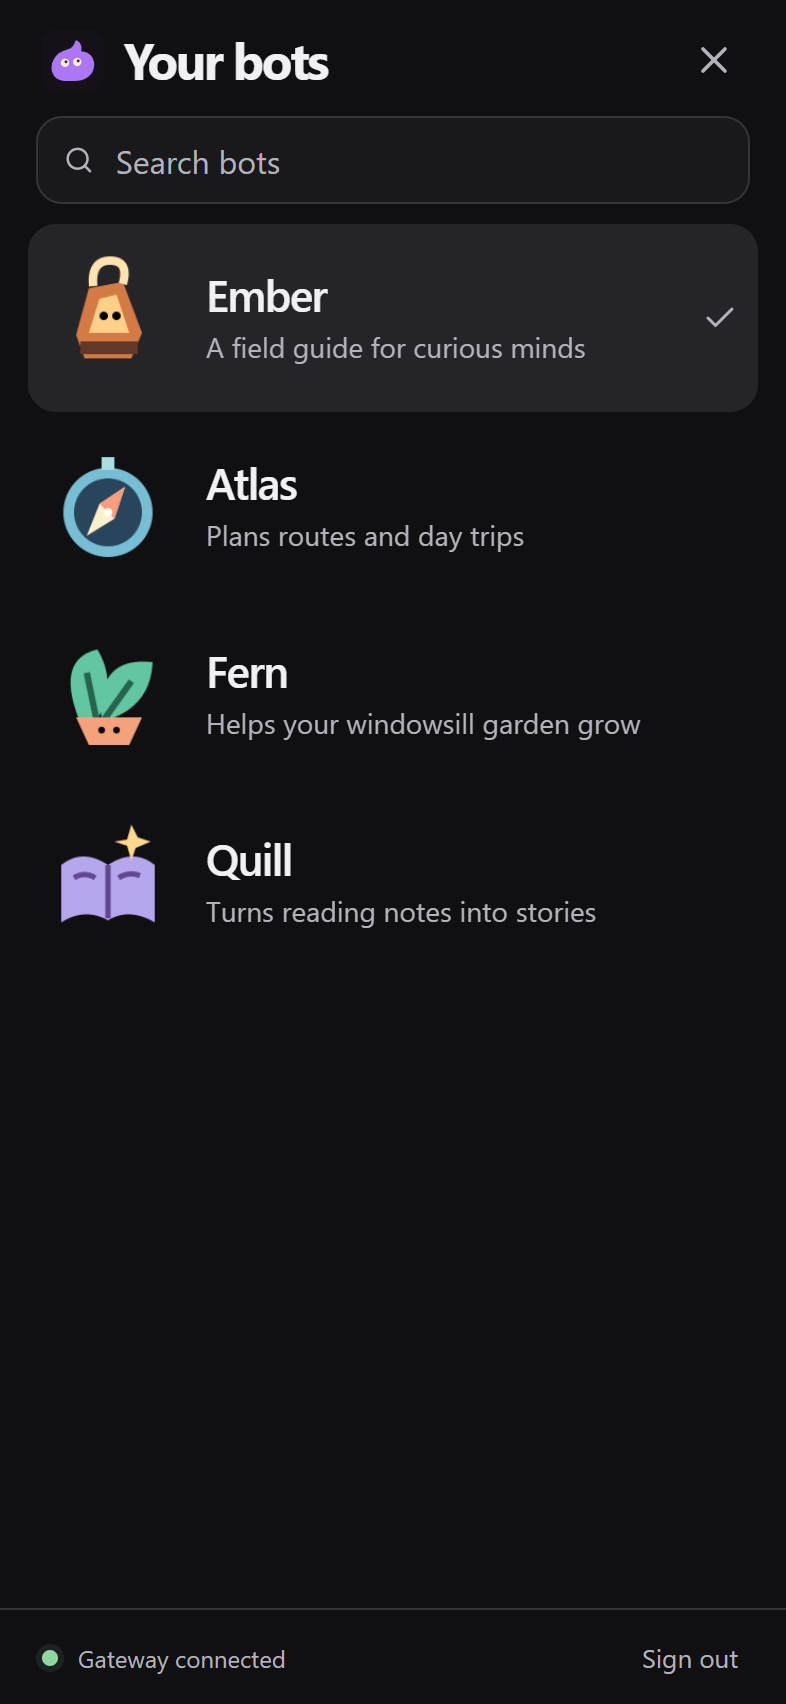 Your bots
Search bots
Ember
A field guide for curious minds
Atlas
Plans routes and day trips
Fern
Helps your windowsill garden grow
Quill
Turns reading notes into stories
Gateway connected
Sign out